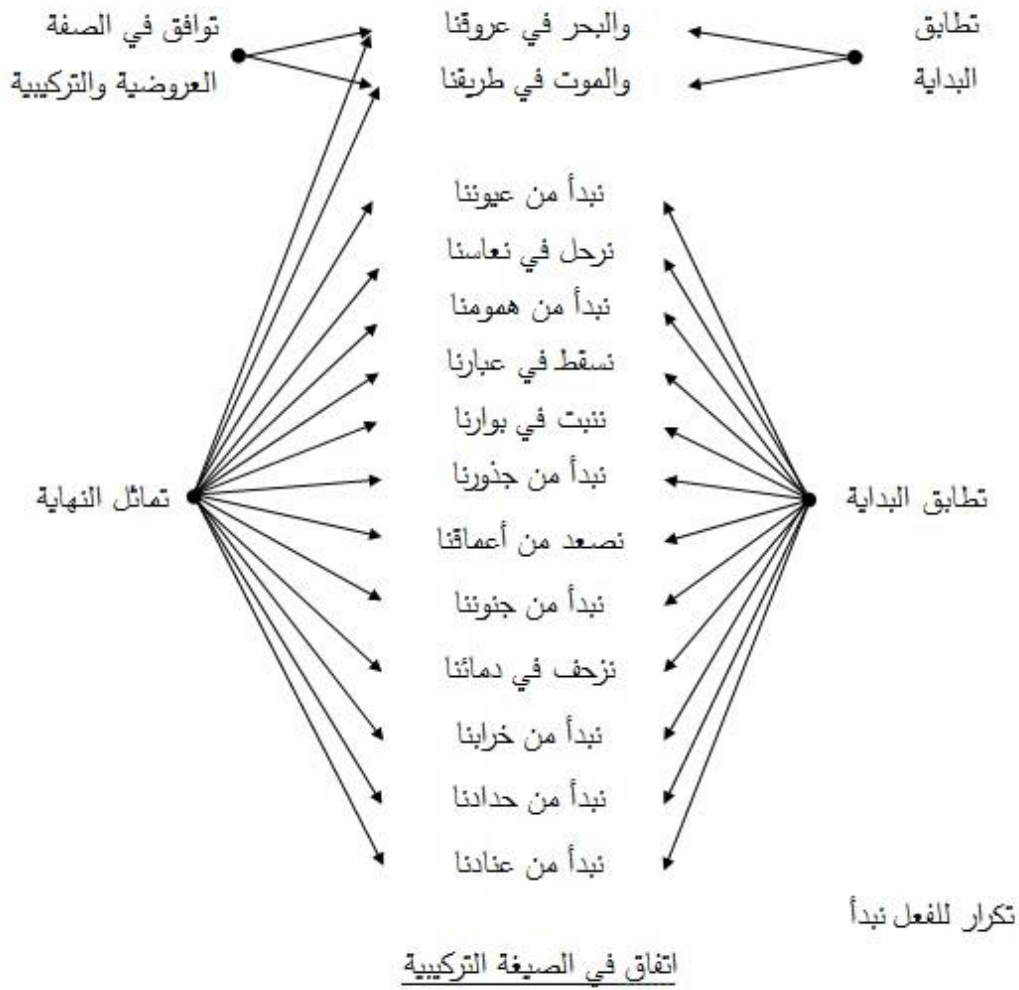 تطابق
البداية
والبحر في عروقنا
والموت في طريقنا
توافق في الصفة
العروضية والتركيبية
نبدأ من عيوننا
نرحل في نعاسنا
نبدأ من همومنا
نسقط في عبارنا
ننبت في بوارنا
نبدأ من جذورنا
نصعد من أعماقنا
نبدأ من جنوننا
نزحف في دمائنا
نبدأ من خرابنا
نبدأ من حدادنا
نبدأ من عنادنا
تطابق البداية
تماثل النهاية
تكرار للفعل نبدأ
اتفاق في الصيغة التركيبية